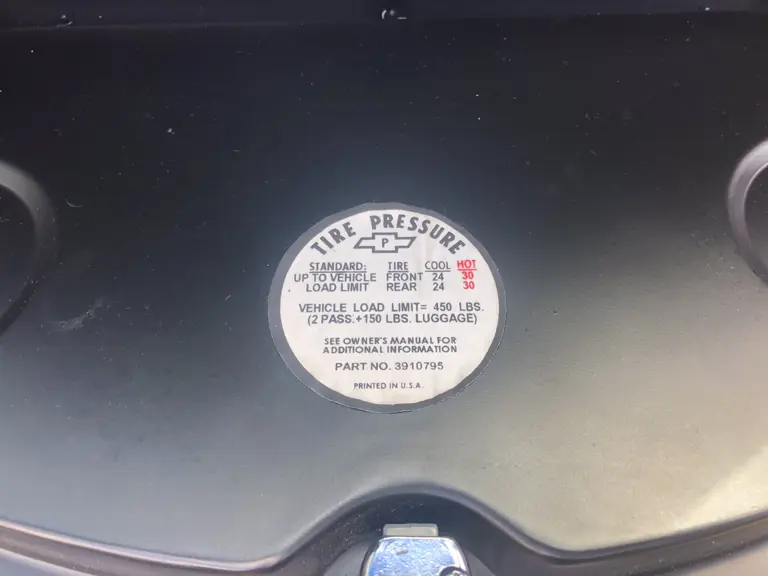 TIRE PRESSURE
P
STANDARD: TIRE COOL HOT
UP TO VEHICLE FRONT 24 30
LOAD LIMIT REAR 24 30
VEHICLE LOAD LIMIT= 450 LBS.
(2 PASS.+150 LBS. LUGGAGE)
SEE OWNER'S MANUAL FOR
ADDITIONAL INFORMATION
PART NO. 3910795
PRINTED IN U.S.A.